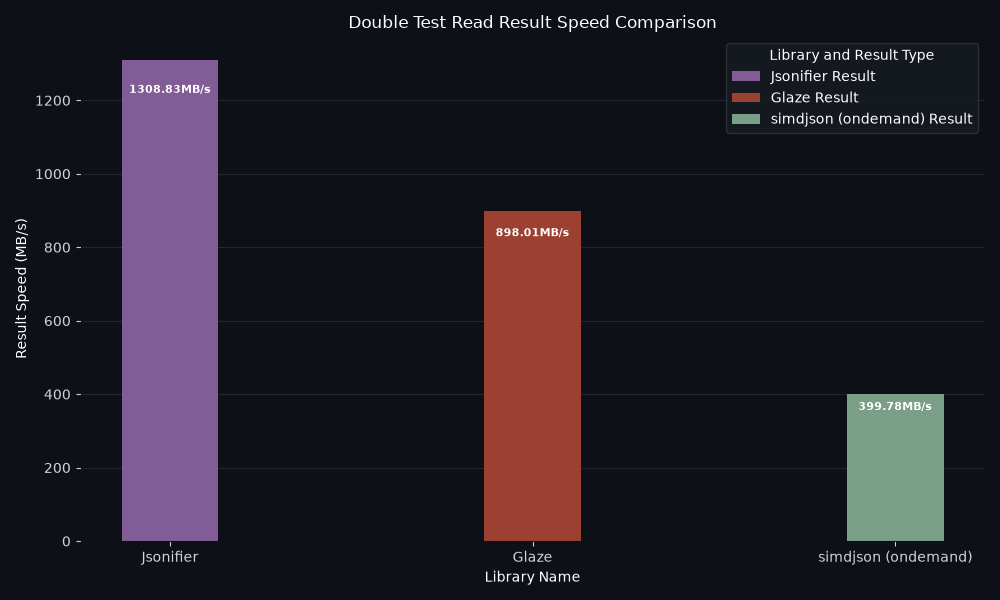 Double Test Read Result Speed Comparison
Library and Result Type
Jsonifier Result
Glaze Result
simdjson (ondemand) Result
Result Speed (MB/s)
1200
1000
800
600
400
200
0
1308.83MB/s
898.01MB/s
399.78MB/s
Jsonifier
Glaze
simdjson (ondemand)
Library Name